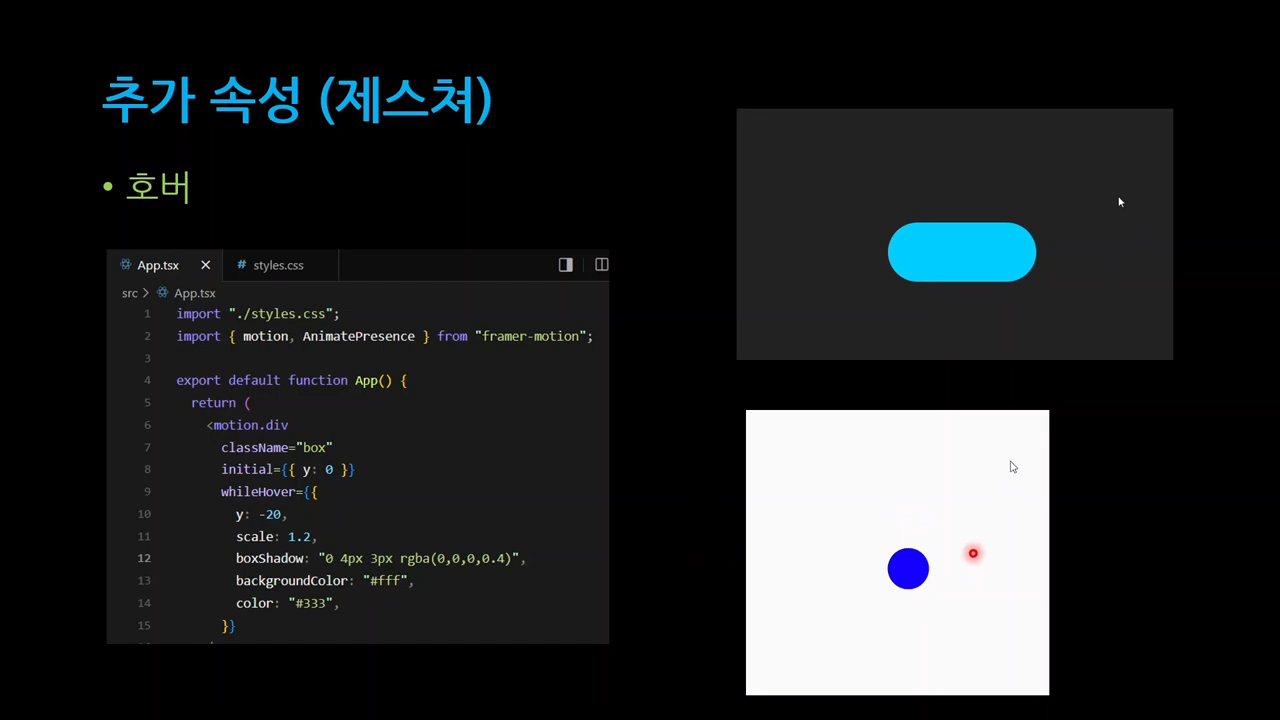 추가 속성 (제스쳐)
• 호버
App.tsx
# styles.css
src > App.tsx
1 import "./styles.css";
2 import { motion, AnimatePresence } from "framer-motion";
3
4 export default function App() {
5 return (
6 <motion.div
7 className="box"
8 initial={{ y: 0 }}
9 whileHover={{
10 y: -20,
11 scale: 1.2,
12 boxShadow: "0 4px 3px rgba(0,0,0,0.4)",
13 backgroundColor: "#fff",
14 color: "#333",
15 }}